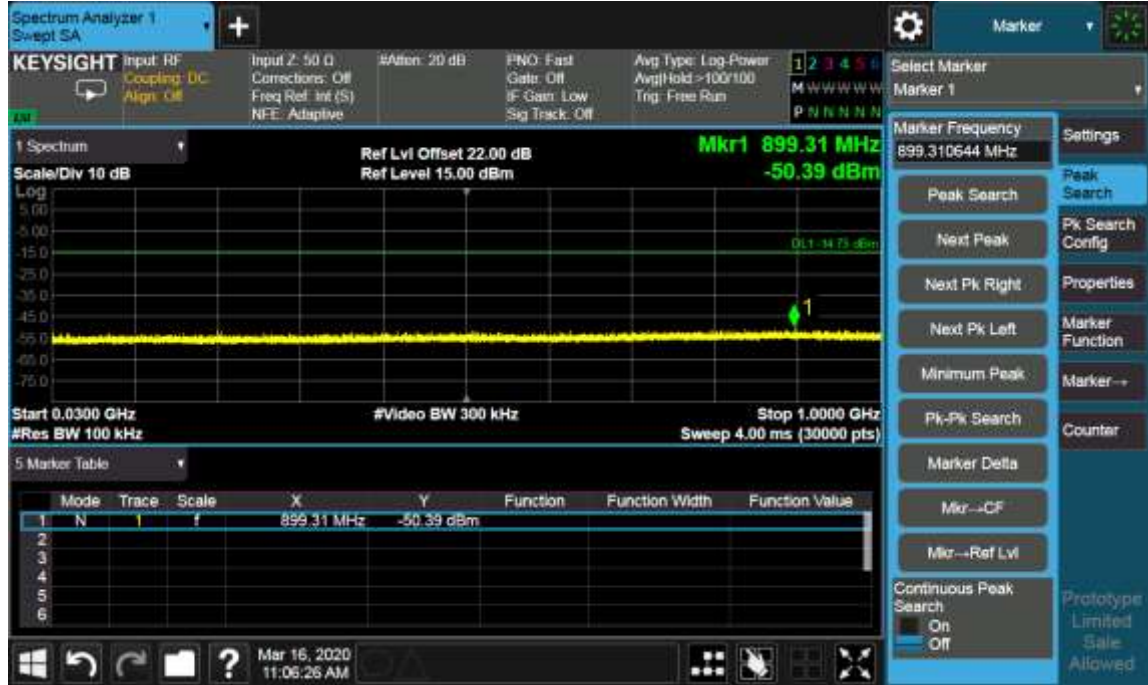 Spectrum Analyzer 1
Swept SA
+
Marker
KEYSIGHT
Input: RF
Coupling: DC
Align: Off
Input Z: 50 Ω
Corrections: Off
Freq Ref: Int (S)
NFE: Adaptive
#Atten: 20 dB
PNO: Fast
Gate: Off
IF Gain: Low
Sig Track: Off
Avg Type: Log-Power
Avg|Hold:>100/100
Trig: Free Run
1 2 3 4 5 6
M W W W W W
P N N N N N
Select Marker
Marker 1
1 Spectrum
Scale/Div 10 dB
Ref Lvl Offset 22.00 dB
Ref Level 15.00 dBm
Mkr1 899.31 MHz
-50.39 dBm
Log
5.00
-5.00
-15.0
-25.0
-35.0
-45.0
-55.0
-65.0
-75.0
DL1 -14.73 dBm
1
Start 0.0300 GHz
#Res BW 100 kHz
#Video BW 300 kHz
Stop 1.0000 GHz
Sweep 4.00 ms (30000 pts)
5 Marker Table
Mode Trace Scale X Y Function Function Width Function Value
1 N 1 f 899.31 MHz -50.39 dBm
2
3
4
5
6
Marker Frequency
899.310644 MHz
Peak Search
Next Peak
Next Pk Right
Next Pk Left
Minimum Peak
Pk-Pk Search
Marker Delta
Mkr→CF
Mkr→Ref Lvl
Continuous Peak
Search
On
Off
Settings
Peak
Search
Pk Search
Config
Properties
Marker
Function
Marker→
Counter
Prototype
Limited
Sale
Allowed
?
Mar 16, 2020
11:06:26 AM